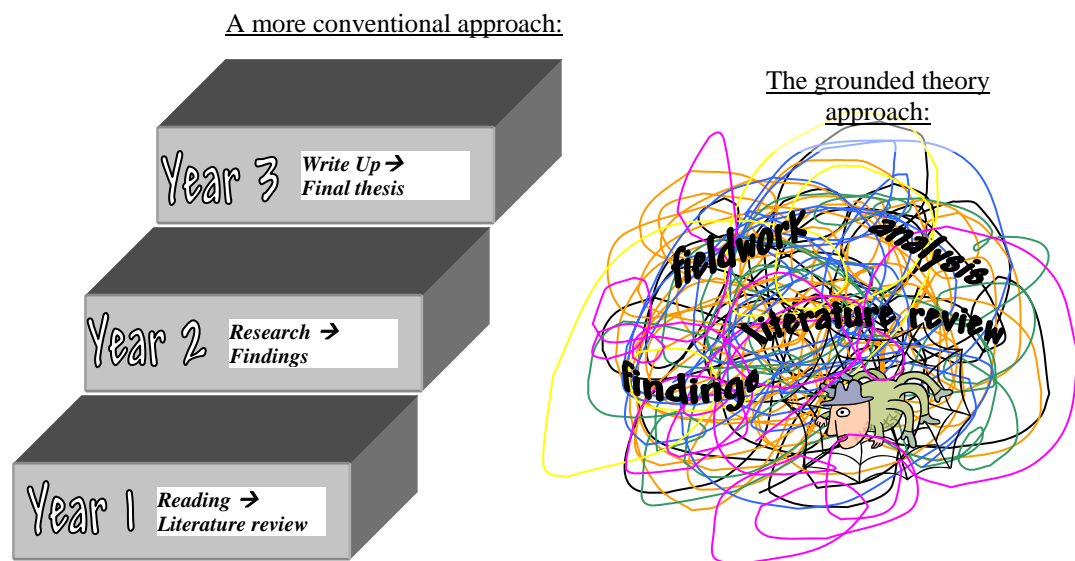 A more conventional approach:
Year 3
Write Up →
Final thesis
Year 2
Research →
Findings
Year 1
Reading →
Literature review
The grounded theory
approach:
fieldwork
analysis
Literature review
findings